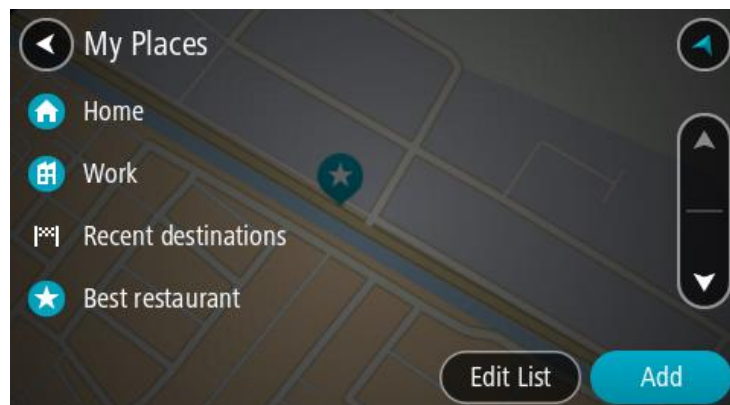 My Places
Home
Work
Recent destinations
Best restaurant
Edit List
Add